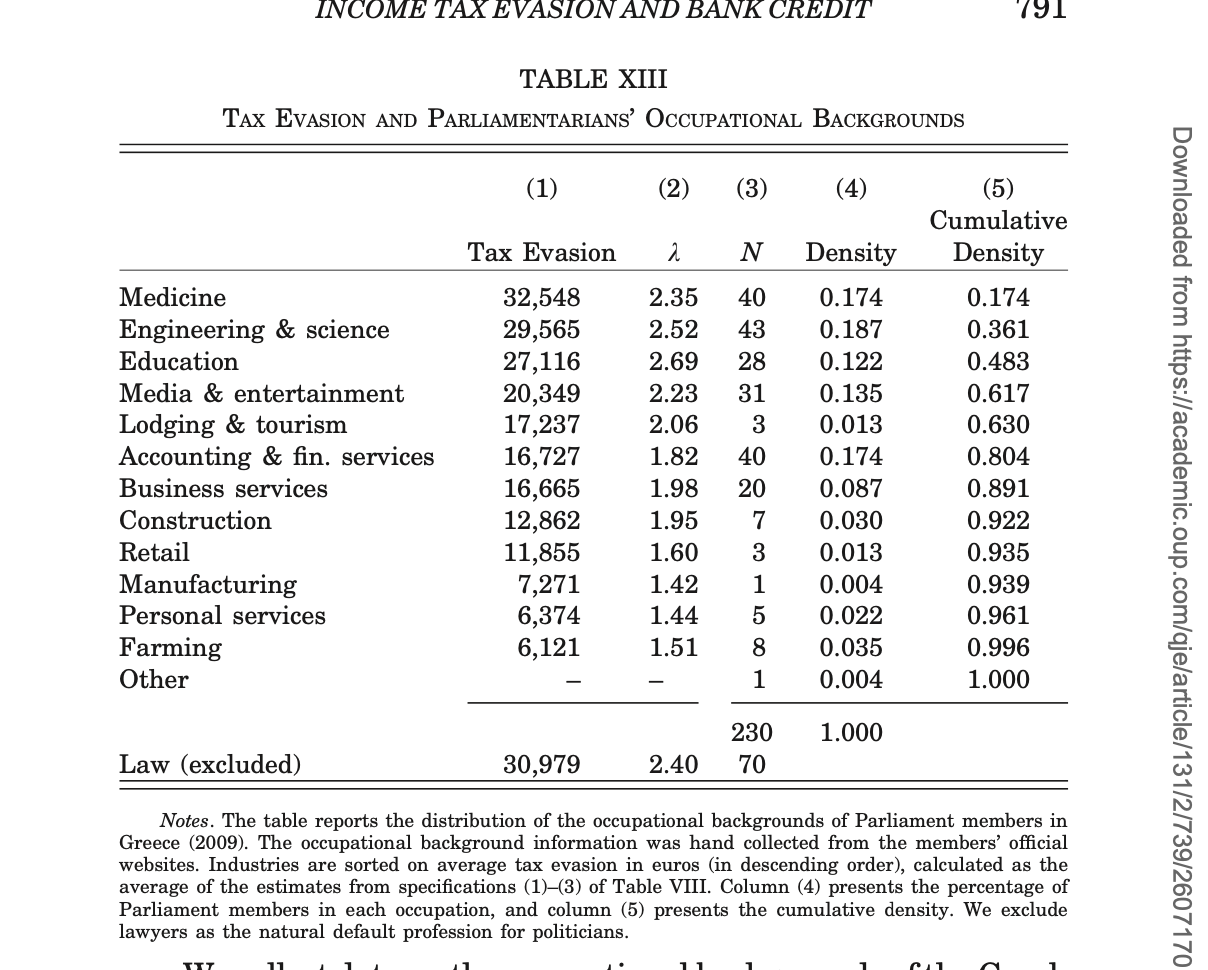 INCOME TAX EVASION AND BANK CREDIT 791
TABLE XIII
TAX EVASION AND PARLIAMENTARIANS’ OCCUPATIONAL BACKGROUNDS
(1) (2) (3) (4) (5)
Cumulative
Tax Evasion λ N Density Density
Medicine 32,548 2.35 40 0.174 0.174
Engineering & science 29,565 2.52 43 0.187 0.361
Education 27,116 2.69 28 0.122 0.483
Media & entertainment 20,349 2.23 31 0.135 0.617
Lodging & tourism 17,237 2.06 3 0.013 0.630
Accounting & fin. services 16,727 1.82 40 0.174 0.804
Business services 16,665 1.98 20 0.087 0.891
Construction 12,862 1.95 7 0.030 0.922
Retail 11,855 1.60 3 0.013 0.935
Manufacturing 7,271 1.42 1 0.004 0.939
Personal services 6,374 1.44 5 0.022 0.961
Farming 6,121 1.51 8 0.035 0.996
Other – – 1 0.004 1.000
230 1.000
Law (excluded) 30,979 2.40 70
Notes. The table reports the distribution of the occupational backgrounds of Parliament members in
Greece (2009). The occupational background information was hand collected from the members’ official
websites. Industries are sorted on average tax evasion in euros (in descending order), calculated as the
average of the estimates from specifications (1)–(3) of Table VIII. Column (4) presents the percentage of
Parliament members in each occupation, and column (5) presents the cumulative density. We exclude
lawyers as the natural default profession for politicians.
Downloaded from https://academic.oup.com/qje/article/131/2/739/2607170